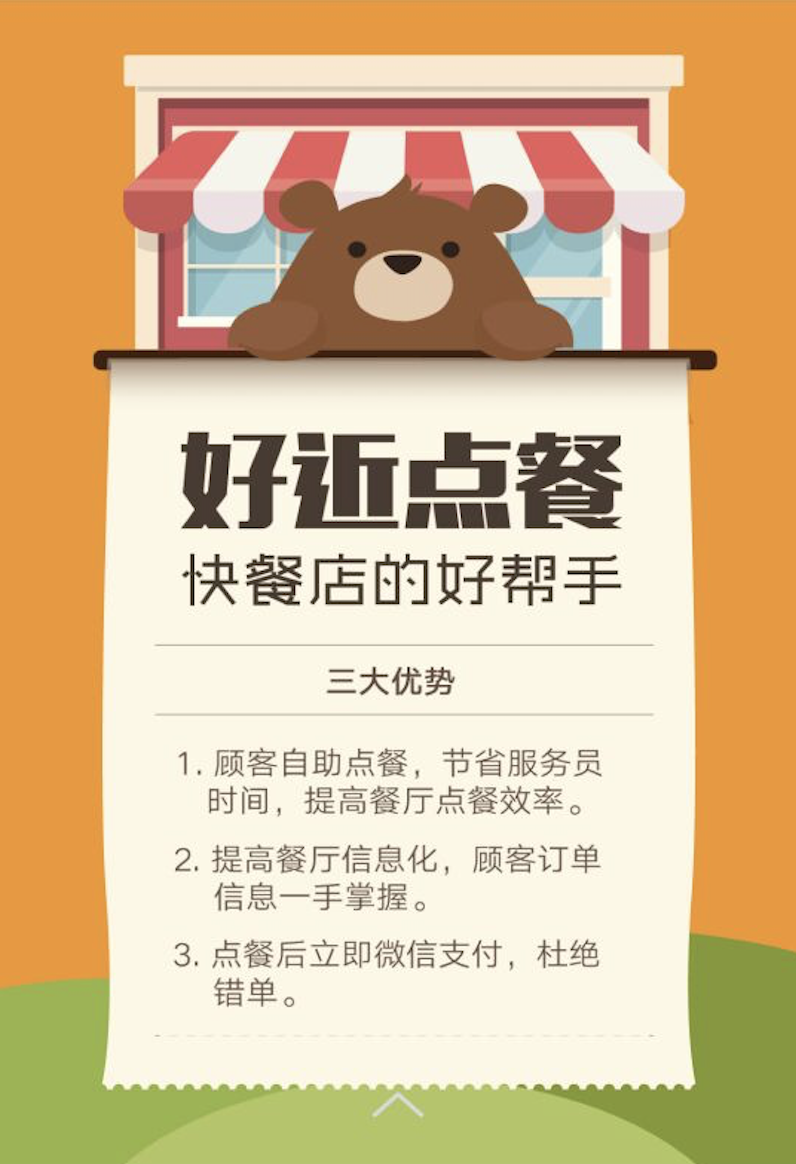 好近点餐
快餐店的好帮手
三大优势
1. 顾客自助点餐，节省服务员
时间，提高餐厅点餐效率。
2. 提高餐厅信息化，顾客订单
信息一手掌握。
3. 点餐后立即微信支付，杜绝
错单。